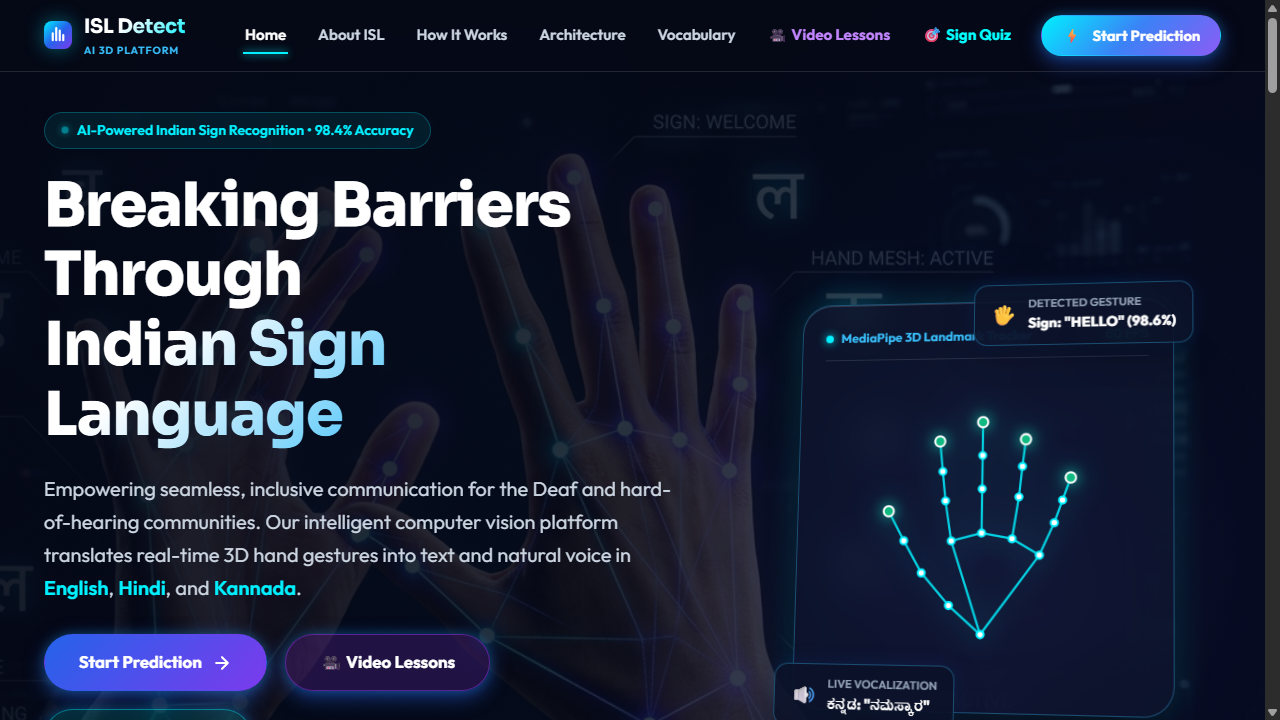 ISL Detect
AI 3D PLATFORM
Home
About ISL
How It Works
Architecture
Vocabulary
Video Lessons
Sign Quiz
Start Prediction
AI-Powered Indian Sign Recognition • 98.4% Accuracy
SIGN: WELCOME
ल
Breaking Barriers
Through
Indian Sign
Language
HAND MESH: ACTIVE
DETECTED GESTURE
Sign: "HELLO" (98.6%)
MediaPipe 3D
Empowering seamless, inclusive communication for the Deaf and hard-
of-hearing communities. Our intelligent computer vision platform
translates real-time 3D hand gestures into text and natural voice in
English, Hindi, and Kannada.
Start Prediction →
Video Lessons
LIVE VOCALIZATION
ಕನ್ನಡ: "ನಮಸ್ಕಾರ"